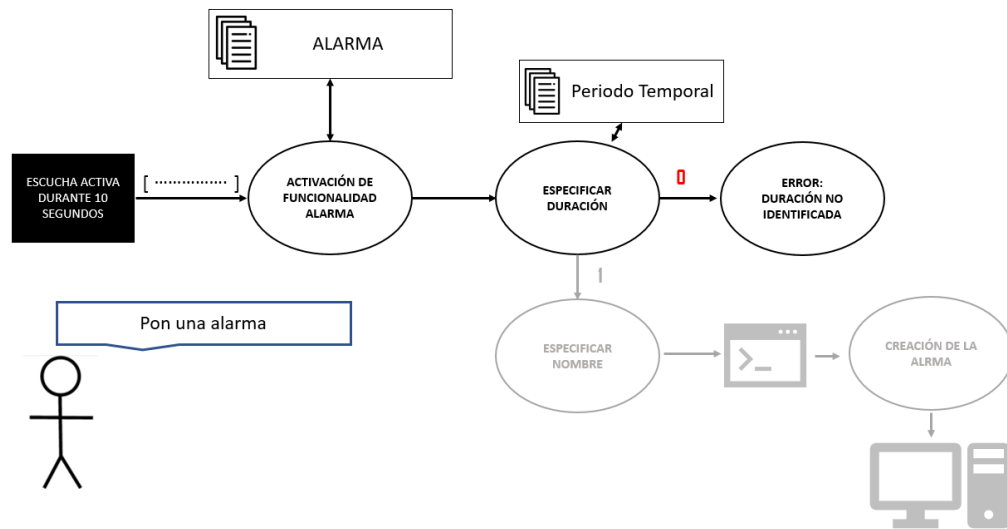 ALARMA
Periodo Temporal
ESCUCHA ACTIVA
DURANTE 10
SEGUNDOS
[ ............... ]
ACTIVACIÓN DE
FUNCIONALIDAD
ALARMA
ESPECIFICAR
DURACIÓN
0
ERROR:
DURACIÓN NO
IDENTIFICADA
1
Pon una alarma
ESPECIFICAR
NOMBRE
>_
CREACIÓN DE LA
ALRMA